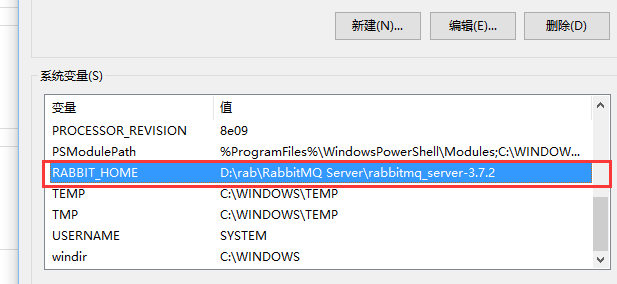 新建(N)... 编辑(E)... 删除(D)
系统变量(S)
变量 值
PROCESSOR_REVISION 8e09
PSModulePath %ProgramFiles%\WindowsPowerShell\Modules;C:\WINDOW...
RABBIT_HOME D:\rab\RabbitMQ Server\rabbitmq_server-3.7.2
TEMP C:\WINDOWS\TEMP
TMP C:\WINDOWS\TEMP
USERNAME SYSTEM
windir C:\WINDOWS